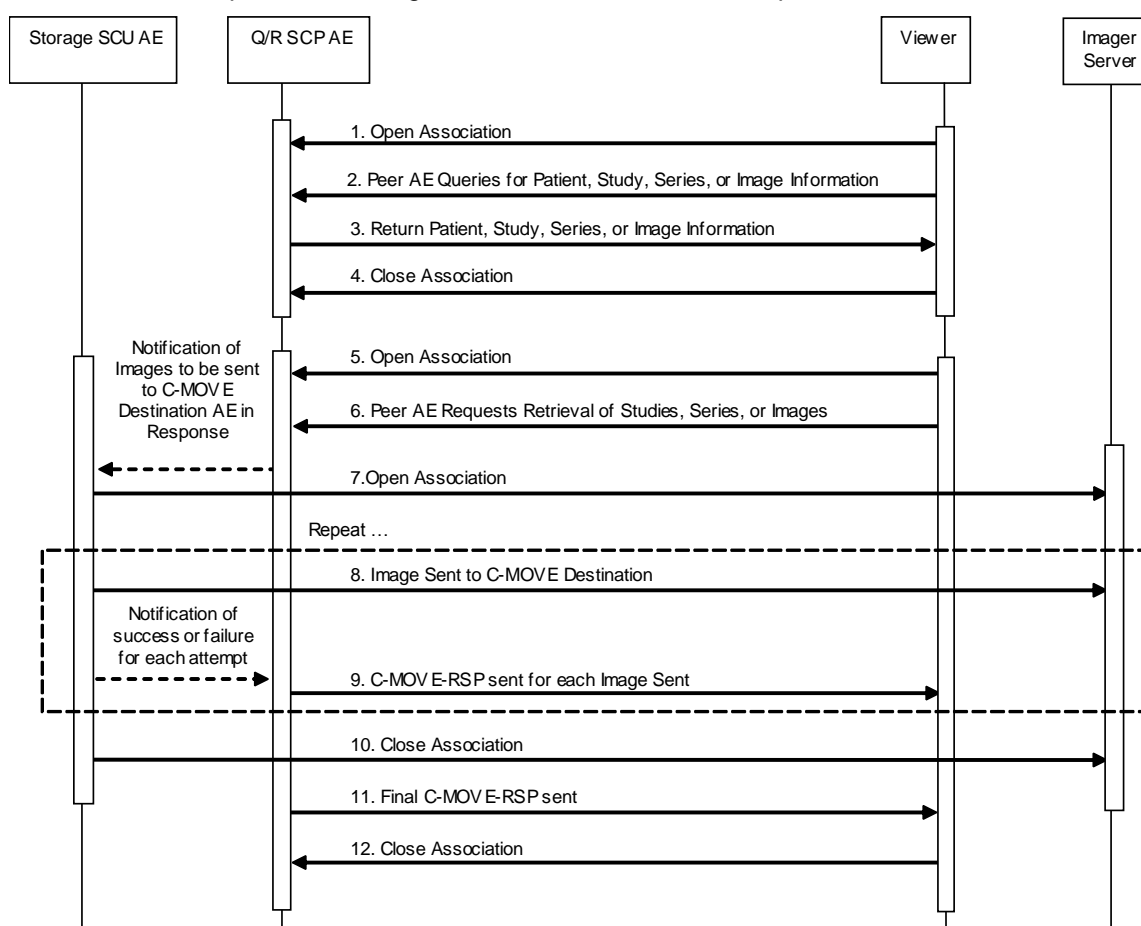 Storage SCU AE
Q/R SCP AE
Viewer
Imager
Server
1. Open Association
2. Peer AE Queries for Patient, Study, Series, or Image Information
3. Return Patient, Study, Series, or Image Information
4. Close Association
Notification of
Images to be sent
to C-MOVE
Destination AE in
Response
5. Open Association
6. Peer AE Requests Retrieval of Studies, Series, or Images
7.Open Association
Repeat …
8. Image Sent to C-MOVE Destination
Notification of
success or failure
for each attempt
9. C-MOVE-RSP sent for each Image Sent
10. Close Association
11. Final C-MOVE-RSP sent
12. Close Association